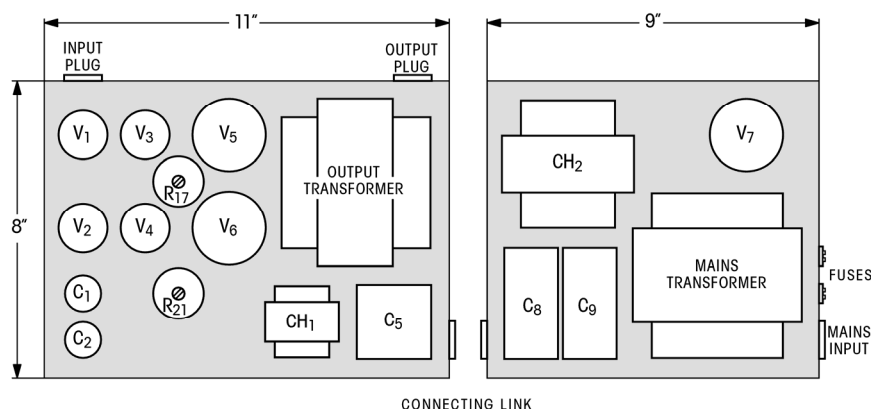 11"
9"
INPUT
PLUG
OUTPUT
PLUG
8"
V1
V3
V5
R17
V2
V4
V6
C1
R21
C2
OUTPUT
TRANSFORMER
CH1
C5
CH2
V7
C8
C9
MAINS
TRANSFORMER
FUSES
MAINS
INPUT
CONNECTING LINK